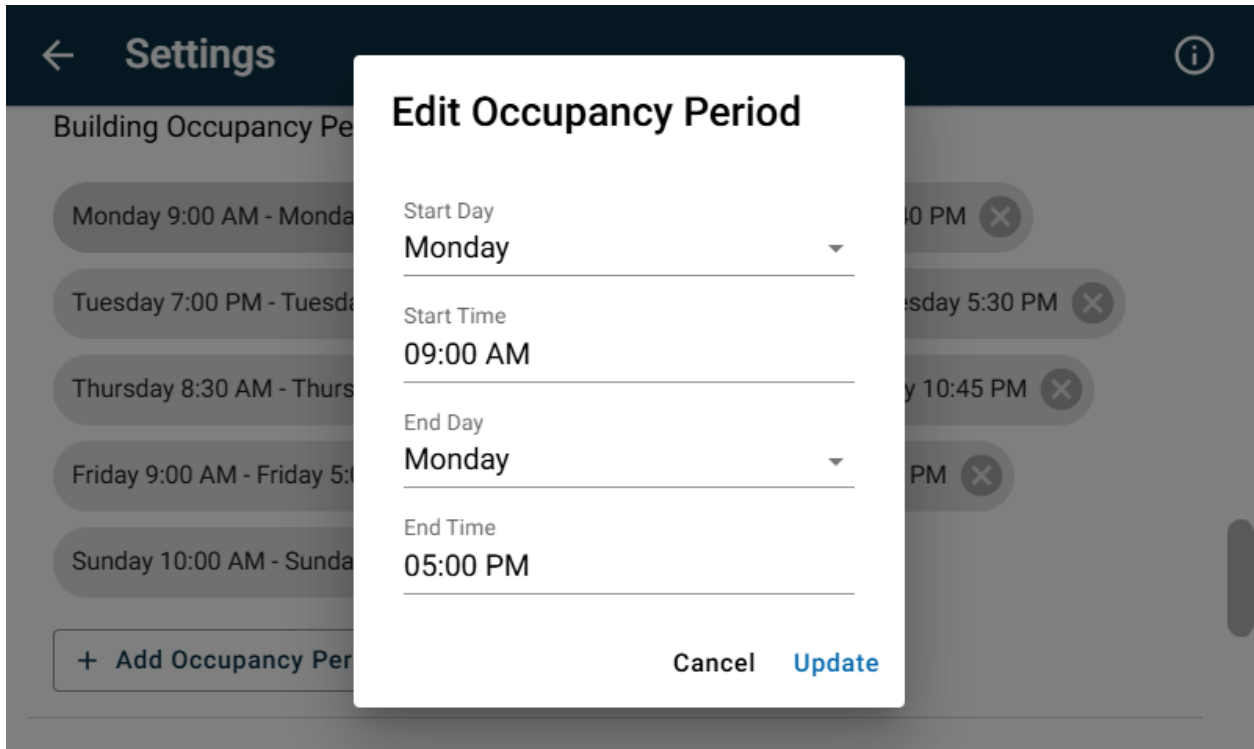 Settings
Building Occupancy Pe
Edit Occupancy Period
Monday 9:00 AM - Monda
40 PM
Start Day
Monday
Tuesday 7:00 PM - Tuesda
esday 5:30 PM
Start Time
09:00 AM
Thursday 8:30 AM - Thurs
y 10:45 PM
End Day
Monday
Friday 9:00 AM - Friday 5:0
PM
End Time
05:00 PM
Sunday 10:00 AM - Sunda
+ Add Occupancy Per
Cancel Update